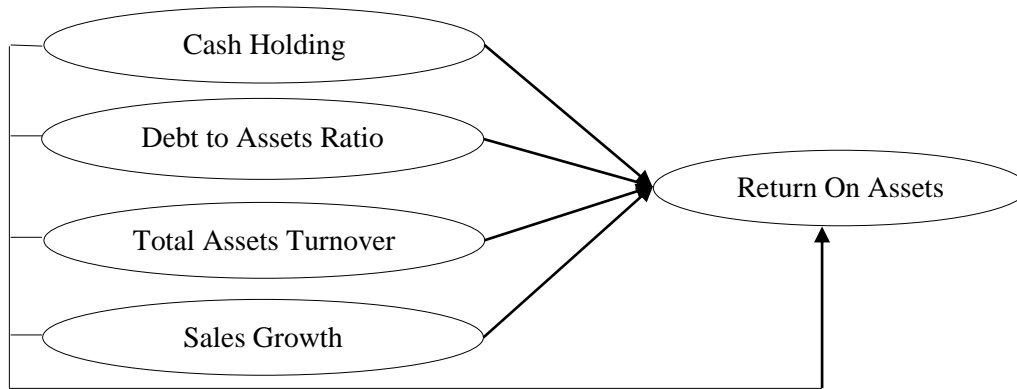 Cash Holding
Debt to Assets Ratio
Total Assets Turnover
Sales Growth
Return On Assets